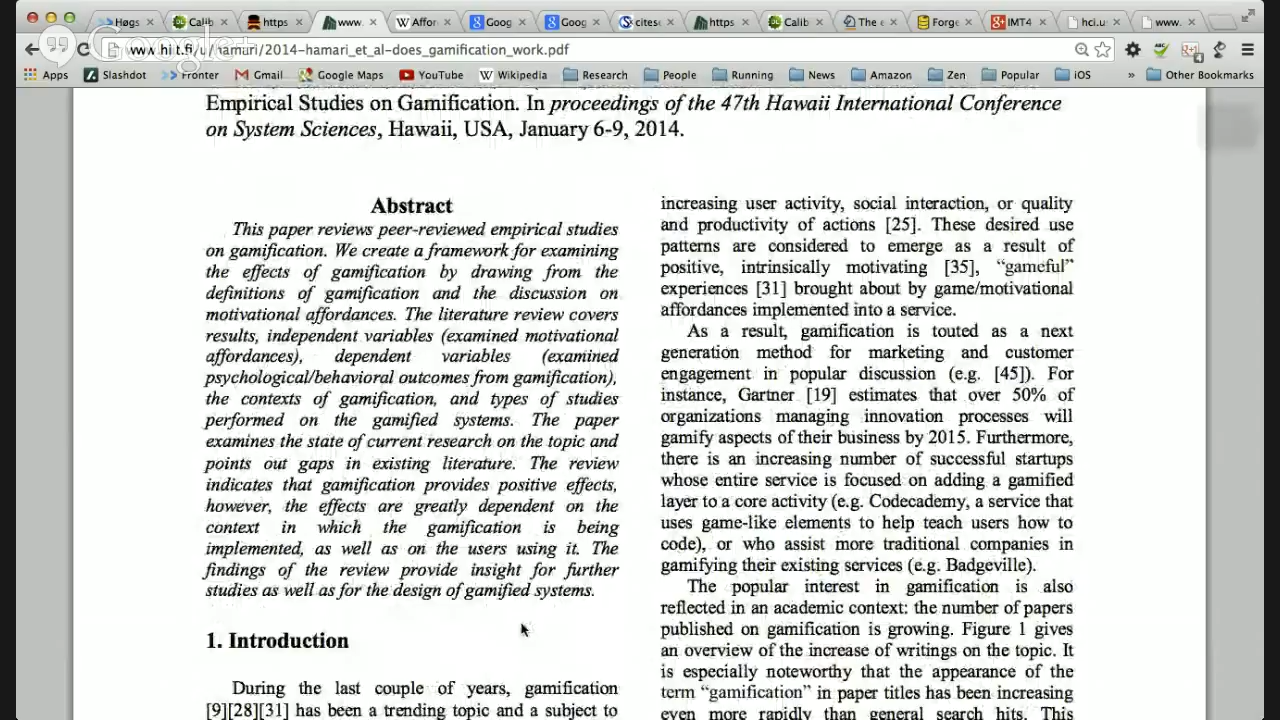 Høgs
Calib
https
www.
Affor
Goog
Goog
cites
https
Calib
The
Forg
IMT4
hci.u
www.
Google+
2014-hamari_et_al-does_gamification_work.pdf
Apps
Slashdot
Fronter
Gmail
Google Maps
YouTube
Wikipedia
Research
People
Running
News
Amazon
Zen
Popular
iOS
»
Other Bookmarks
Empirical Studies on Gamification. In proceedings of the 47th Hawaii International Conference
on System Sciences, Hawaii, USA, January 6-9, 2014.
Abstract
This paper reviews peer-reviewed empirical studies
on gamification. We create a framework for examining
the effects of gamification by drawing from the
definitions of gamification and the discussion on
motivational affordances. The literature review covers
results, independent variables (examined motivational
affordances), dependent variables (examined
psychological/behavioral outcomes from gamification),
the contexts of gamification, and types of studies
performed on the gamified systems. The paper
examines the state of current research on the topic and
points out gaps in existing literature. The review
indicates that gamification provides positive effects,
however, the effects are greatly dependent on the
context in which the gamification is being
implemented, as well as on the users using it. The
findings of the review provide insight for further
studies as well as for the design of gamified systems.
1. Introduction
During the last couple of years, gamification
[9][28][31] has been a trending topic and a subject to
increasing user activity, social interaction, or quality
and productivity of actions [25]. These desired use
patterns are considered to emerge as a result of
positive, intrinsically motivating [35], “gameful”
experiences [31] brought about by game/motivational
affordances implemented into a service.
As a result, gamification is touted as a next
generation method for marketing and customer
engagement in popular discussion (e.g. [45]). For
instance, Gartner [19] estimates that over 50% of
organizations managing innovation processes will
gamify aspects of their business by 2015. Furthermore,
there is an increasing number of successful startups
whose entire service is focused on adding a gamified
layer to a core activity (e.g. Codecademy, a service that
uses game-like elements to help teach users how to
code), or who assist more traditional companies in
gamifying their existing services (e.g. Badgeville).
The popular interest in gamification is also
reflected in an academic context: the number of papers
published on gamification is growing. Figure 1 gives
an overview of the increase of writings on the topic. It
is especially noteworthy that the appearance of the
term “gamification” in paper titles has been increasing
even more rapidly than general search hits. This